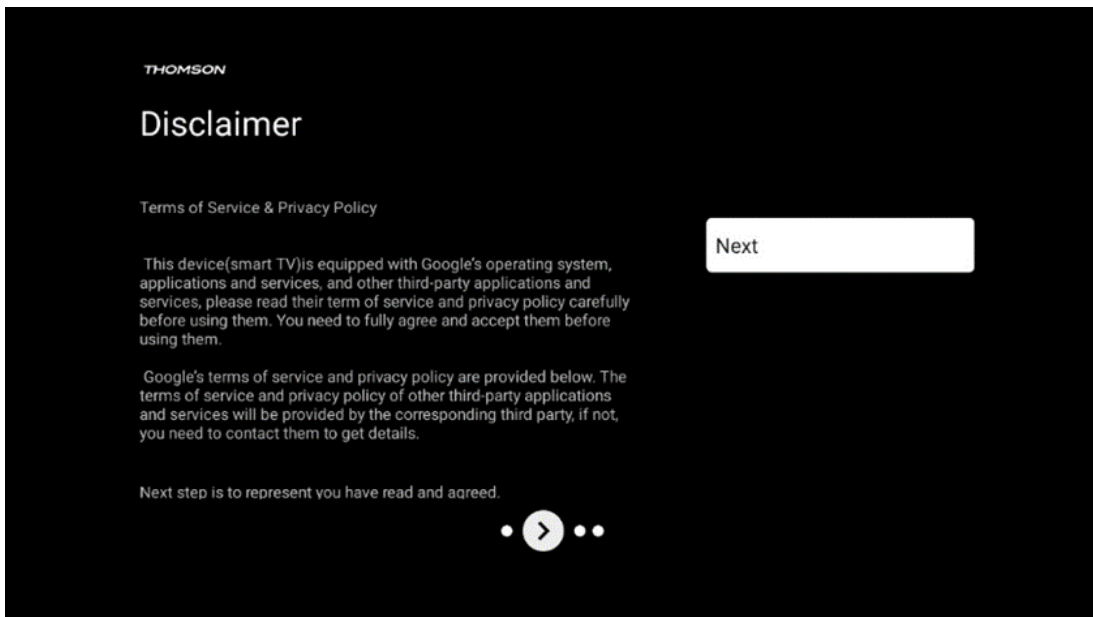 THOMSON
Disclaimer
Terms of Service & Privacy Policy
This device(smart TV)is equipped with Google's operating system,
applications and services, and other third-party applications and
services, please read their term of service and privacy policy carefully
before using them. You need to fully agree and accept them before
using them.
Google's terms of service and privacy policy are provided below. The
terms of service and privacy policy of other third-party applications
and services will be provided by the corresponding third party, if not,
you need to contact them to get details.
Next step is to represent you have read and agreed.
Next